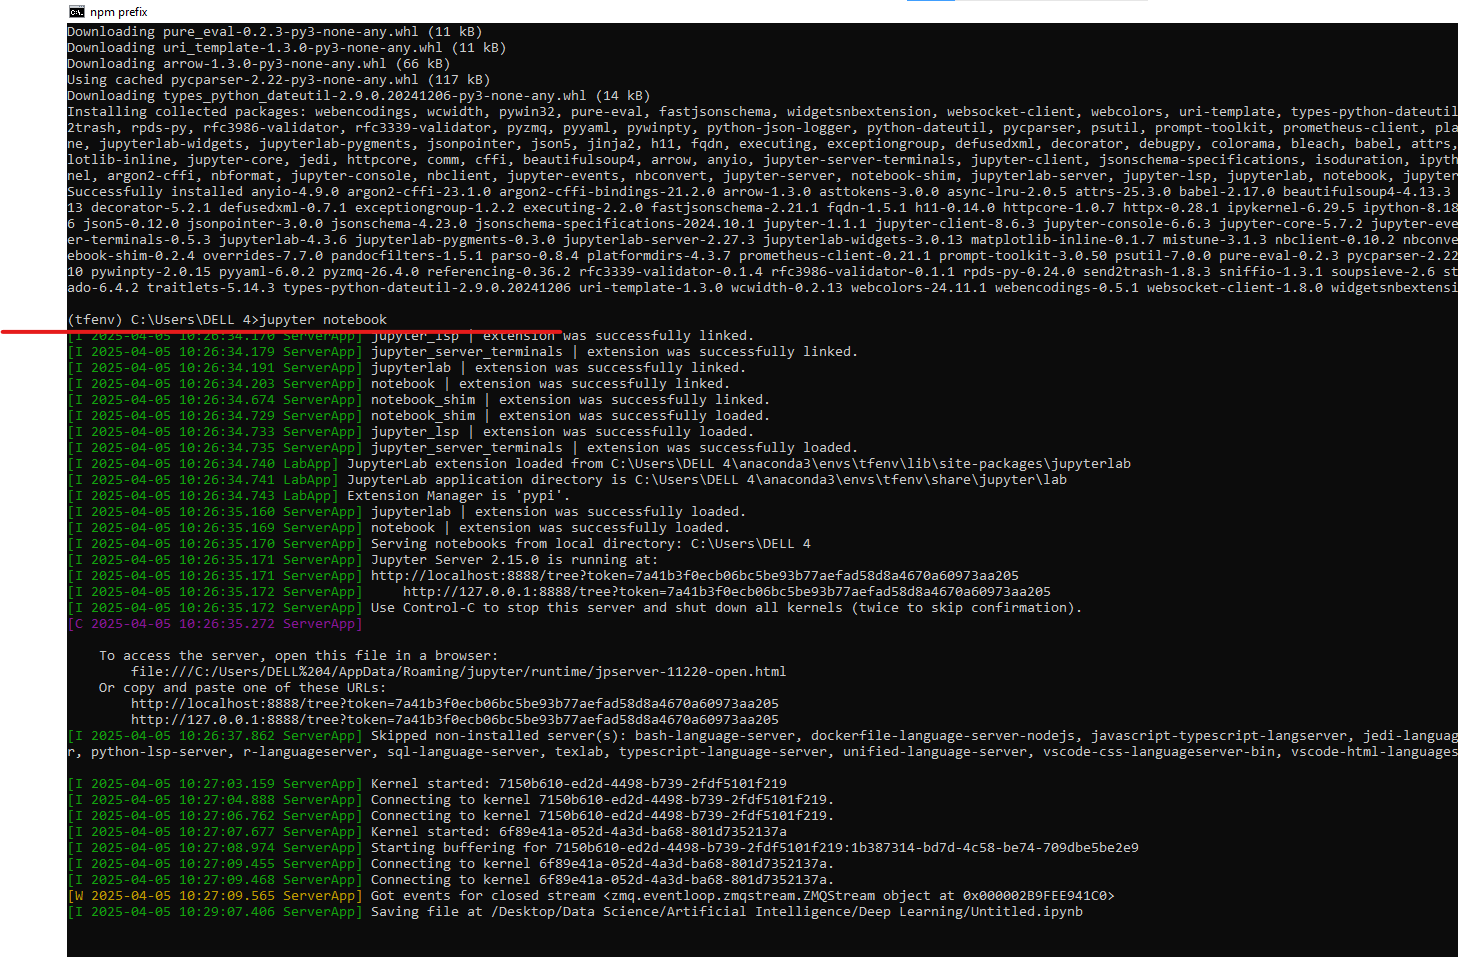 npm prefix
Downloading pure_eval-0.2.3-py3-none-any.whl (11 kB)
Downloading uri_template-1.3.0-py3-none-any.whl (11 kB)
Downloading arrow-1.3.0-py3-none-any.whl (66 kB)
Using cached pycparser-2.22-py3-none-any.whl (117 kB)
Downloading types_python_dateutil-2.9.0.20241206-py3-none-any.whl (14 kB)
Installing collected packages: webencodings, wcwidth, pywin32, pure-eval, fastjsonschema, widgetsnbextension, websocket-client, webcolors, uri-template, types-python-dateutil
2trash, rpds-py, rfc3986-validator, rfc3339-validator, pyzmq, pyyaml, pywinpty, python-json-logger, python-dateutil, pycparser, psutil, prompt-toolkit, prometheus-client, pla
ne, jupyterlab-widgets, jupyterlab-pygments, jsonpointer, json5, jinja2, h11, fqdn, executing, exceptiongroup, defusedxml, decorator, debugpy, colorama, bleach, babel, attrs,
lotlib-inline, jupyter-core, jedi, httpcore, comm, cffi, beautifulsoup4, arrow, anyio, jupyter-server-terminals, jupyter-client, jsonschema-specifications, isoduration, ipyth
nel, argon2-cffi, nbformat, jupyter-console, nbclient, jupyter-events, nbconvert, jupyter-server, notebook-shim, jupyterlab-server, jupyter-lsp, jupyterlab, notebook, jupyter
Successfully installed anyio-4.9.0 argon2-cffi-23.1.0 argon2-cffi-bindings-21.2.0 arrow-1.3.0 asttokens-3.0.0 async-lru-2.0.5 attrs-25.3.0 babel-2.17.0 beautifulsoup4-4.13.3
13 decorator-5.2.1 defusedxml-0.7.1 exceptiongroup-1.2.2 executing-2.2.0 fastjsonschema-2.21.1 fqdn-1.5.1 h11-0.14.0 httpcore-1.0.7 httpx-0.28.1 ipykernel-6.29.5 ipython-8.18
6 json5-0.12.0 jsonpointer-3.0.0 jsonschema-4.23.0 jsonschema-specifications-2024.10.1 jupyter-1.1.1 jupyter-client-8.6.3 jupyter-console-6.6.3 jupyter-core-5.7.2 jupyter-eve
er-terminals-0.5.3 jupyterlab-4.3.6 jupyterlab-pygments-0.3.0 jupyterlab-server-2.27.3 jupyterlab-widgets-3.0.13 matplotlib-inline-0.1.7 mistune-3.1.3 nbclient-0.10.2 nbconve
ebook-shim-0.2.4 overrides-7.7.0 pandocfilters-1.5.1 parso-0.8.4 platformdirs-4.3.7 prometheus-client-0.21.1 prompt-toolkit-3.0.50 psutil-7.0.0 pure-eval-0.2.3 pycparser-2.22
10 pywinpty-2.0.15 pyyaml-6.0.2 pyzmq-26.4.0 referencing-0.36.2 rfc3339-validator-0.1.4 rfc3986-validator-0.1.1 rpds-py-0.24.0 send2trash-1.8.3 sniffio-1.3.1 soupsieve-2.6 st
ado-6.4.2 traitlets-5.14.3 types-python-dateutil-2.9.0.20241206 uri-template-1.3.0 wcwidth-0.2.13 webcolors-24.11.1 webencodings-0.5.1 websocket-client-1.8.0 widgetsnbextensi
(tfenv) C:\Users\DELL 4>jupyter notebook
[I 2025-04-05 10:26:34.170 ServerApp] jupyter_lsp | extension was successfully linked.
[I 2025-04-05 10:26:34.179 ServerApp] jupyter_server_terminals | extension was successfully linked.
[I 2025-04-05 10:26:34.191 ServerApp] jupyterlab | extension was successfully linked.
[I 2025-04-05 10:26:34.203 ServerApp] notebook | extension was successfully linked.
[I 2025-04-05 10:26:34.674 ServerApp] notebook_shim | extension was successfully linked.
[I 2025-04-05 10:26:34.729 ServerApp] notebook_shim | extension was successfully loaded.
[I 2025-04-05 10:26:34.733 ServerApp] jupyter_lsp | extension was successfully loaded.
[I 2025-04-05 10:26:34.735 ServerApp] jupyter_server_terminals | extension was successfully loaded.
[I 2025-04-05 10:26:34.740 LabApp] JupyterLab extension loaded from C:\Users\DELL 4\anaconda3\envs\tfenv\lib\site-packages\jupyterlab
[I 2025-04-05 10:26:34.741 LabApp] JupyterLab application directory is C:\Users\DELL 4\anaconda3\envs\tfenv\share\jupyter\lab
[I 2025-04-05 10:26:34.743 LabApp] Extension Manager is 'pypi'.
[I 2025-04-05 10:26:35.160 ServerApp] jupyterlab | extension was successfully loaded.
[I 2025-04-05 10:26:35.169 ServerApp] notebook | extension was successfully loaded.
[I 2025-04-05 10:26:35.170 ServerApp] Serving notebooks from local directory: C:\Users\DELL 4
[I 2025-04-05 10:26:35.171 ServerApp] Jupyter Server 2.15.0 is running at:
[I 2025-04-05 10:26:35.171 ServerApp] http://localhost:8888/tree?token=7a41b3f0ecb06bc5be93b77aefad58d8a4670a60973aa205
[I 2025-04-05 10:26:35.172 ServerApp]     http://127.0.0.1:8888/tree?token=7a41b3f0ecb06bc5be93b77aefad58d8a4670a60973aa205
[I 2025-04-05 10:26:35.172 ServerApp] Use Control-C to stop this server and shut down all kernels (twice to skip confirmation).
[C 2025-04-05 10:26:35.272 ServerApp]
To access the server, open this file in a browser:
file:///C:/Users/DELL%204/AppData/Roaming/jupyter/runtime/jpserver-11220-open.html
Or copy and paste one of these URLs:
http://localhost:8888/tree?token=7a41b3f0ecb06bc5be93b77aefad58d8a4670a60973aa205
http://127.0.0.1:8888/tree?token=7a41b3f0ecb06bc5be93b77aefad58d8a4670a60973aa205
[I 2025-04-05 10:26:37.862 ServerApp] Skipped non-installed server(s): bash-language-server, dockerfile-language-server-nodejs, javascript-typescript-langserver, jedi-languag
r, python-lsp-server, r-languageserver, sql-language-server, texlab, typescript-language-server, unified-language-server, vscode-css-languageserver-bin, vscode-html-languages
[I 2025-04-05 10:27:03.159 ServerApp] Kernel started: 7150b610-ed2d-4498-b739-2fdf5101f219
[I 2025-04-05 10:27:04.888 ServerApp] Connecting to kernel 7150b610-ed2d-4498-b739-2fdf5101f219.
[I 2025-04-05 10:27:06.762 ServerApp] Connecting to kernel 7150b610-ed2d-4498-b739-2fdf5101f219.
[I 2025-04-05 10:27:07.677 ServerApp] Kernel started: 6f89e41a-052d-4a3d-ba68-801d7352137a
[I 2025-04-05 10:27:08.974 ServerApp] Starting buffering for 7150b610-ed2d-4498-b739-2fdf5101f219:1b387314-bd7d-4c58-be74-709dbe5be2e9
[I 2025-04-05 10:27:09.455 ServerApp] Connecting to kernel 6f89e41a-052d-4a3d-ba68-801d7352137a.
[I 2025-04-05 10:27:09.468 ServerApp] Connecting to kernel 6f89e41a-052d-4a3d-ba68-801d7352137a.
[W 2025-04-05 10:27:09.565 ServerApp] Got events for closed stream <zmq.eventloop.zmqstream.ZMQStream object at 0x000002B9FEE941C0>
[I 2025-04-05 10:29:07.406 ServerApp] Saving file at /Desktop/Data Science/Artificial Intelligence/Deep Learning/Untitled.ipynb